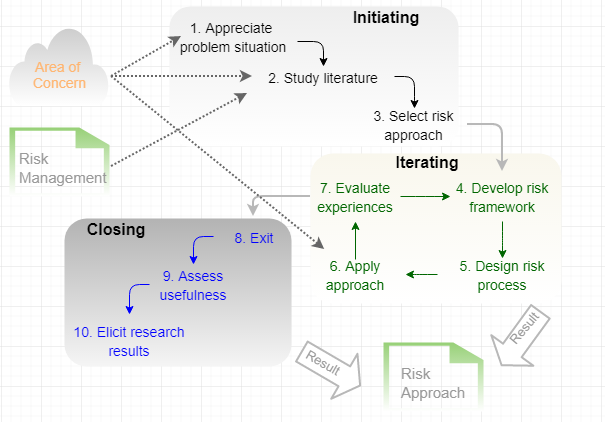 Initiating
1. Appreciate
problem situation
2. Study literature
3. Select risk
approach
Area of
Concern
Risk
Management
Iterating
7. Evaluate
experiences
4. Develop risk
framework
6. Apply
approach
5. Design risk
process
Closing
8. Exit
9. Assess
usefulness
10. Elicit research
results
Result
Result
Risk
Approach